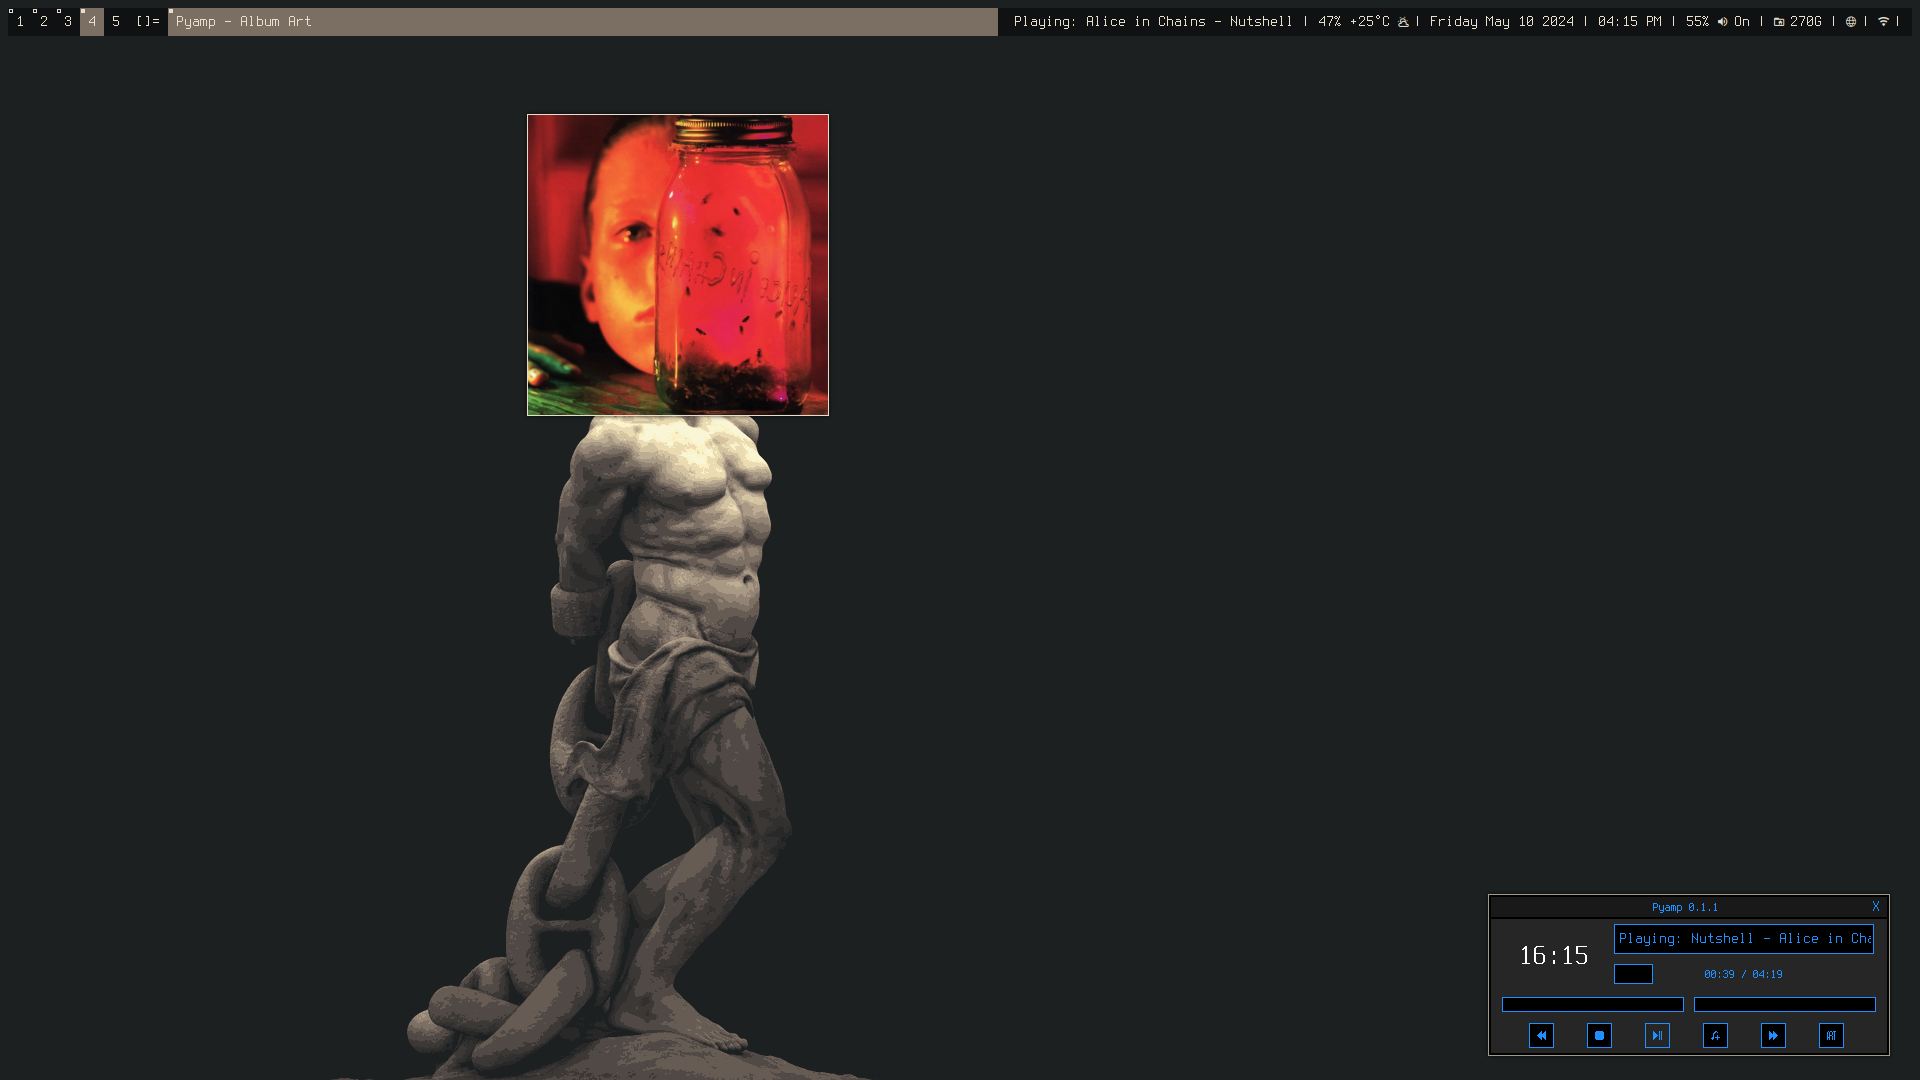 1 2 3 4 5 []= Pyamp - Album Art
Playing: Alice in Chains - Nutshell | 47% +25°C | Friday May 10 2024 | 04:15 PM | 55% On | 270G | | |
Pyamp 0.1.1 X
16:15
Playing: Nutshell - Alice in Cha
00:39 / 04:19